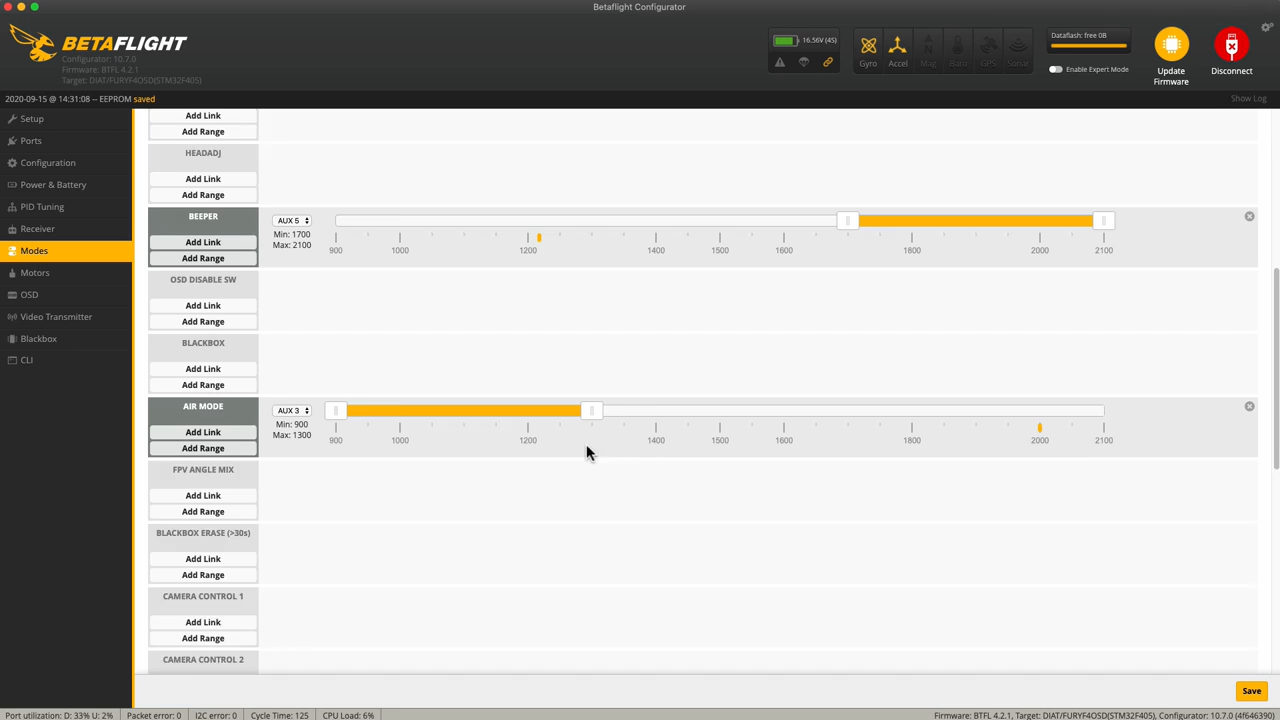 Betaflight Configurator
BETAFLIGHT
Configurator: 10.7.0
Firmware: BTFL 4.2.1
Target: DIAT/FURYF4OSD(STM32F405)
16.56V (4S)
Gyro
Accel
Mag
Baro
GPS
Sonar
Dataflash: free 0B
Enable Expert Mode
Update
Firmware
Disconnect
2020-09-15 @ 14:31:08 -- EEPROM saved
Show Log
Setup
Ports
Configuration
Power & Battery
PID Tuning
Receiver
Modes
Motors
OSD
Video Transmitter
Blackbox
CLI
Add Link
Add Range
HEADADJ
Add Link
Add Range
BEEPER
Add Link
Add Range
AUX 5
Min: 1700
Max: 2100
900 1000 1200 1400 1600 1800 2000 2100
OSD DISABLE SW
Add Link
Add Range
BLACKBOX
Add Link
Add Range
AIR MODE
Add Link
Add Range
AUX 3
Min: 900
Max: 1300
900 1000 1200 1400 1600 1800 2000 2100
FPV ANGLE MIX
Add Link
Add Range
BLACKBOX ERASE (>30s)
Add Link
Add Range
CAMERA CONTROL 1
Add Link
Add Range
CAMERA CONTROL 2
Save
Port utilization: D: 33% U: 2% Packet error: 0 I2C error: 0 Cycle Time: 125 CPU Load: 6% Firmware: BTFL 4.2.1, Target: DIAT/FURYF4OSD(STM32F405), Configurator: 10.7.0 (4f646390)